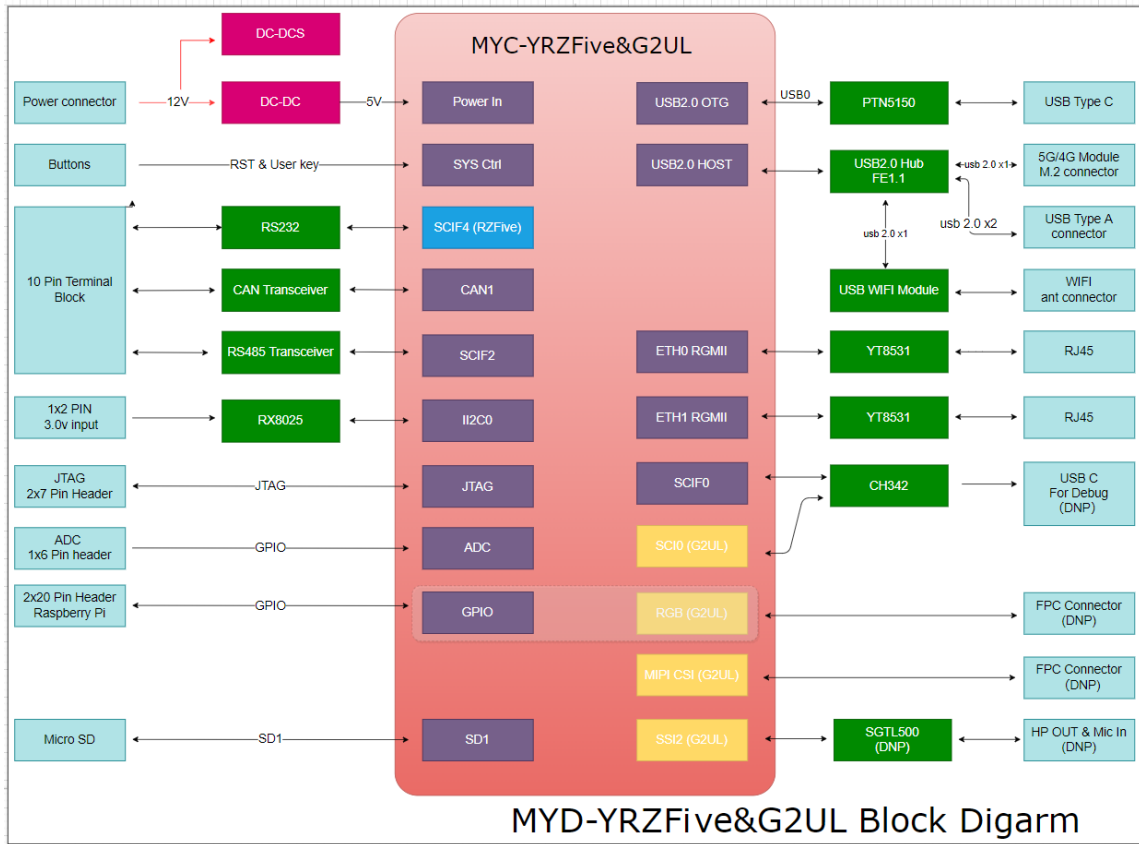 MYC-YRZFive&G2UL
DC-DCS
Power connector
12V
DC-DC
5V
Power In
USB2.0 OTG
USB0
PTN5150
USB Type C
Buttons
RST & User key
SYS Ctrl
USB2.0 HOST
USB2.0 Hub
FE1.1
usb 2.0 x1
5G/4G Module
M.2 connector
10 Pin Terminal
Block
RS232
SCIF4 (RZFive)
usb 2.0 x1
usb 2.0 x2
USB Type A
connector
CAN Transceiver
CAN1
USB WIFI Module
WIFI
ant connector
RS485 Transceiver
SCIF2
ETH0 RGMII
YT8531
RJ45
1x2 PIN
3.0v input
RX8025
II2C0
ETH1 RGMII
YT8531
RJ45
JTAG
2x7 Pin Header
JTAG
JTAG
SCIF0
CH342
USB C
For Debug
(DNP)
ADC
1x6 Pin header
GPIO
ADC
SCI0 (G2UL)
2x20 Pin Header
Raspberry Pi
GPIO
GPIO
RGB (G2UL)
FPC Connector
(DNP)
MIPI CSI (G2UL)
FPC Connector
(DNP)
Micro SD
SD1
SD1
SSI2 (G2UL)
SGTL500
(DNP)
HP OUT & Mic In
(DNP)
MYD-YRZFive&G2UL Block Digarm